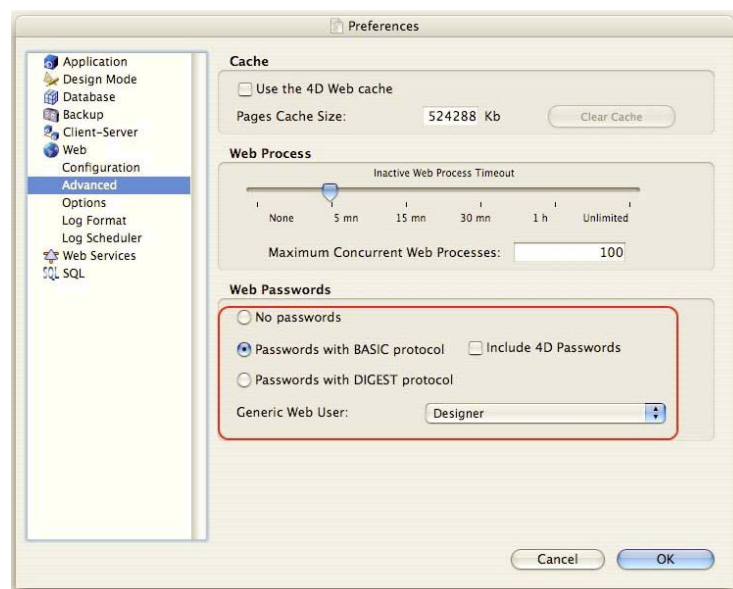 Preferences
Application
Design Mode
Database
Backup
Client-Server
Web
Configuration
Advanced
Options
Log Format
Log Scheduler
Web Services
SQL SQL
Cache
Use the 4D Web cache
Pages Cache Size: 524288 Kb Clear Cache
Web Process
Inactive Web Process Timeout
None 5 mn 15 mn 30 mn 1 h Unlimited
Maximum Concurrent Web Processes: 100
Web Passwords
No passwords
Passwords with BASIC protocol Include 4D Passwords
Passwords with DIGEST protocol
Generic Web User: Designer
Cancel OK